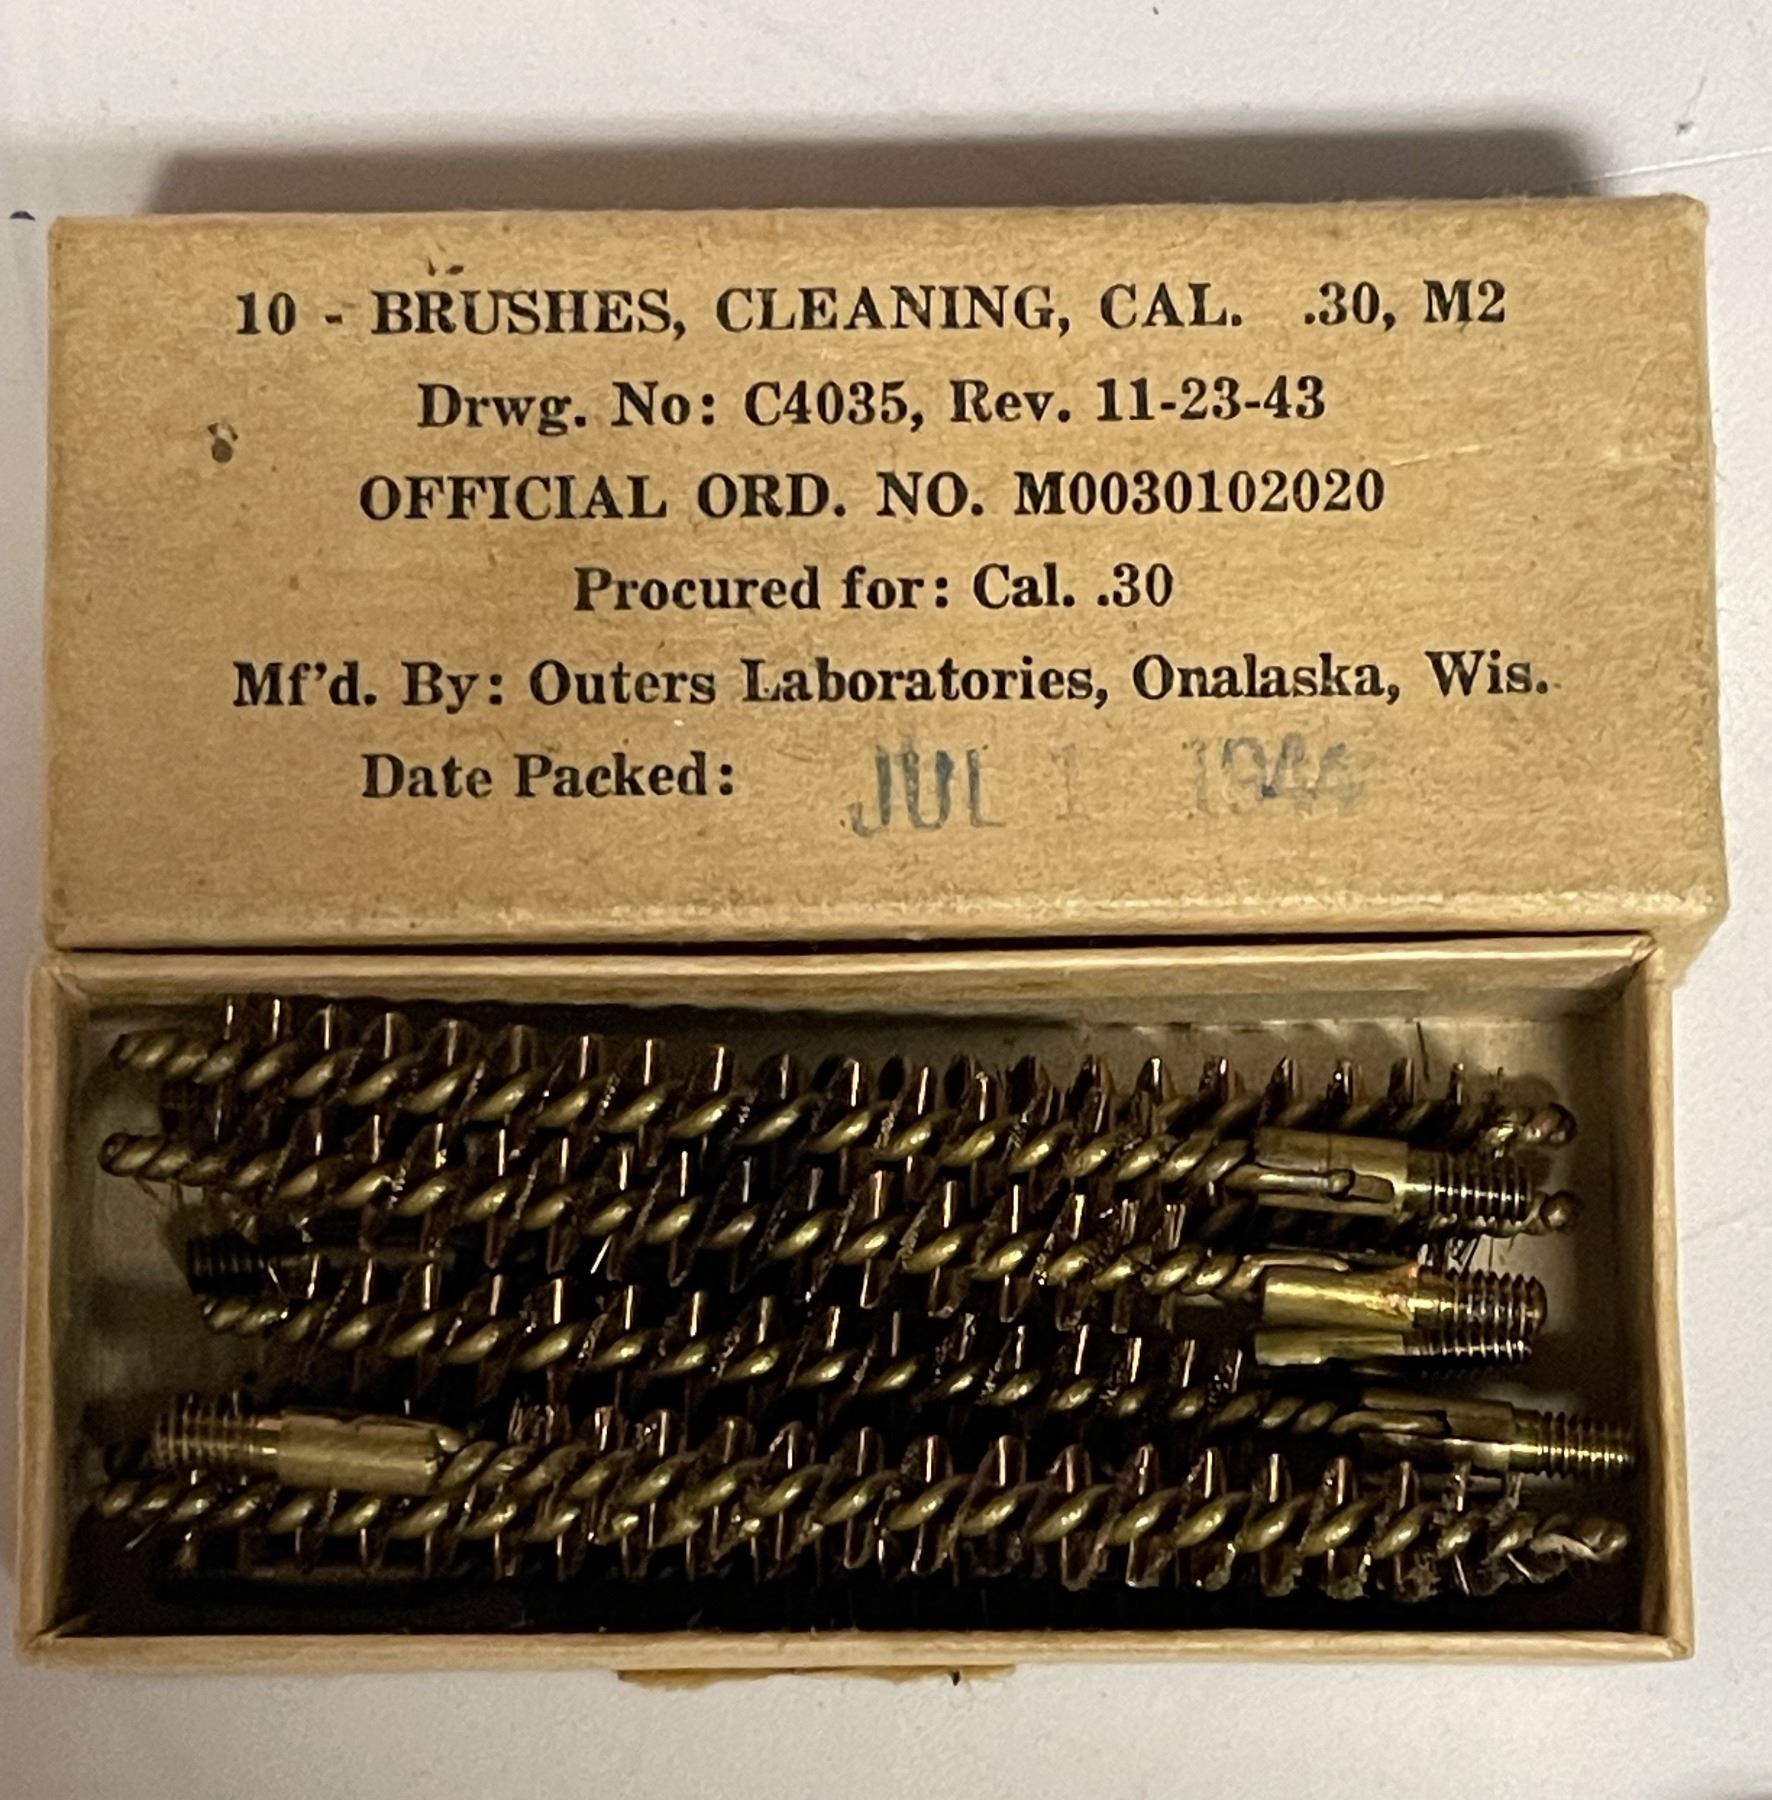 10 - BRUSHES, CLEANING, CAL. .30, M2
Drwg. No: C4035, Rev. 11-23-43
OFFICIAL ORD. NO. M0030102020
Procured for: Cal. .30
Mf'd. By: Outers Laboratories, Onalaska, Wis.
Date Packed: JUL 1 1944